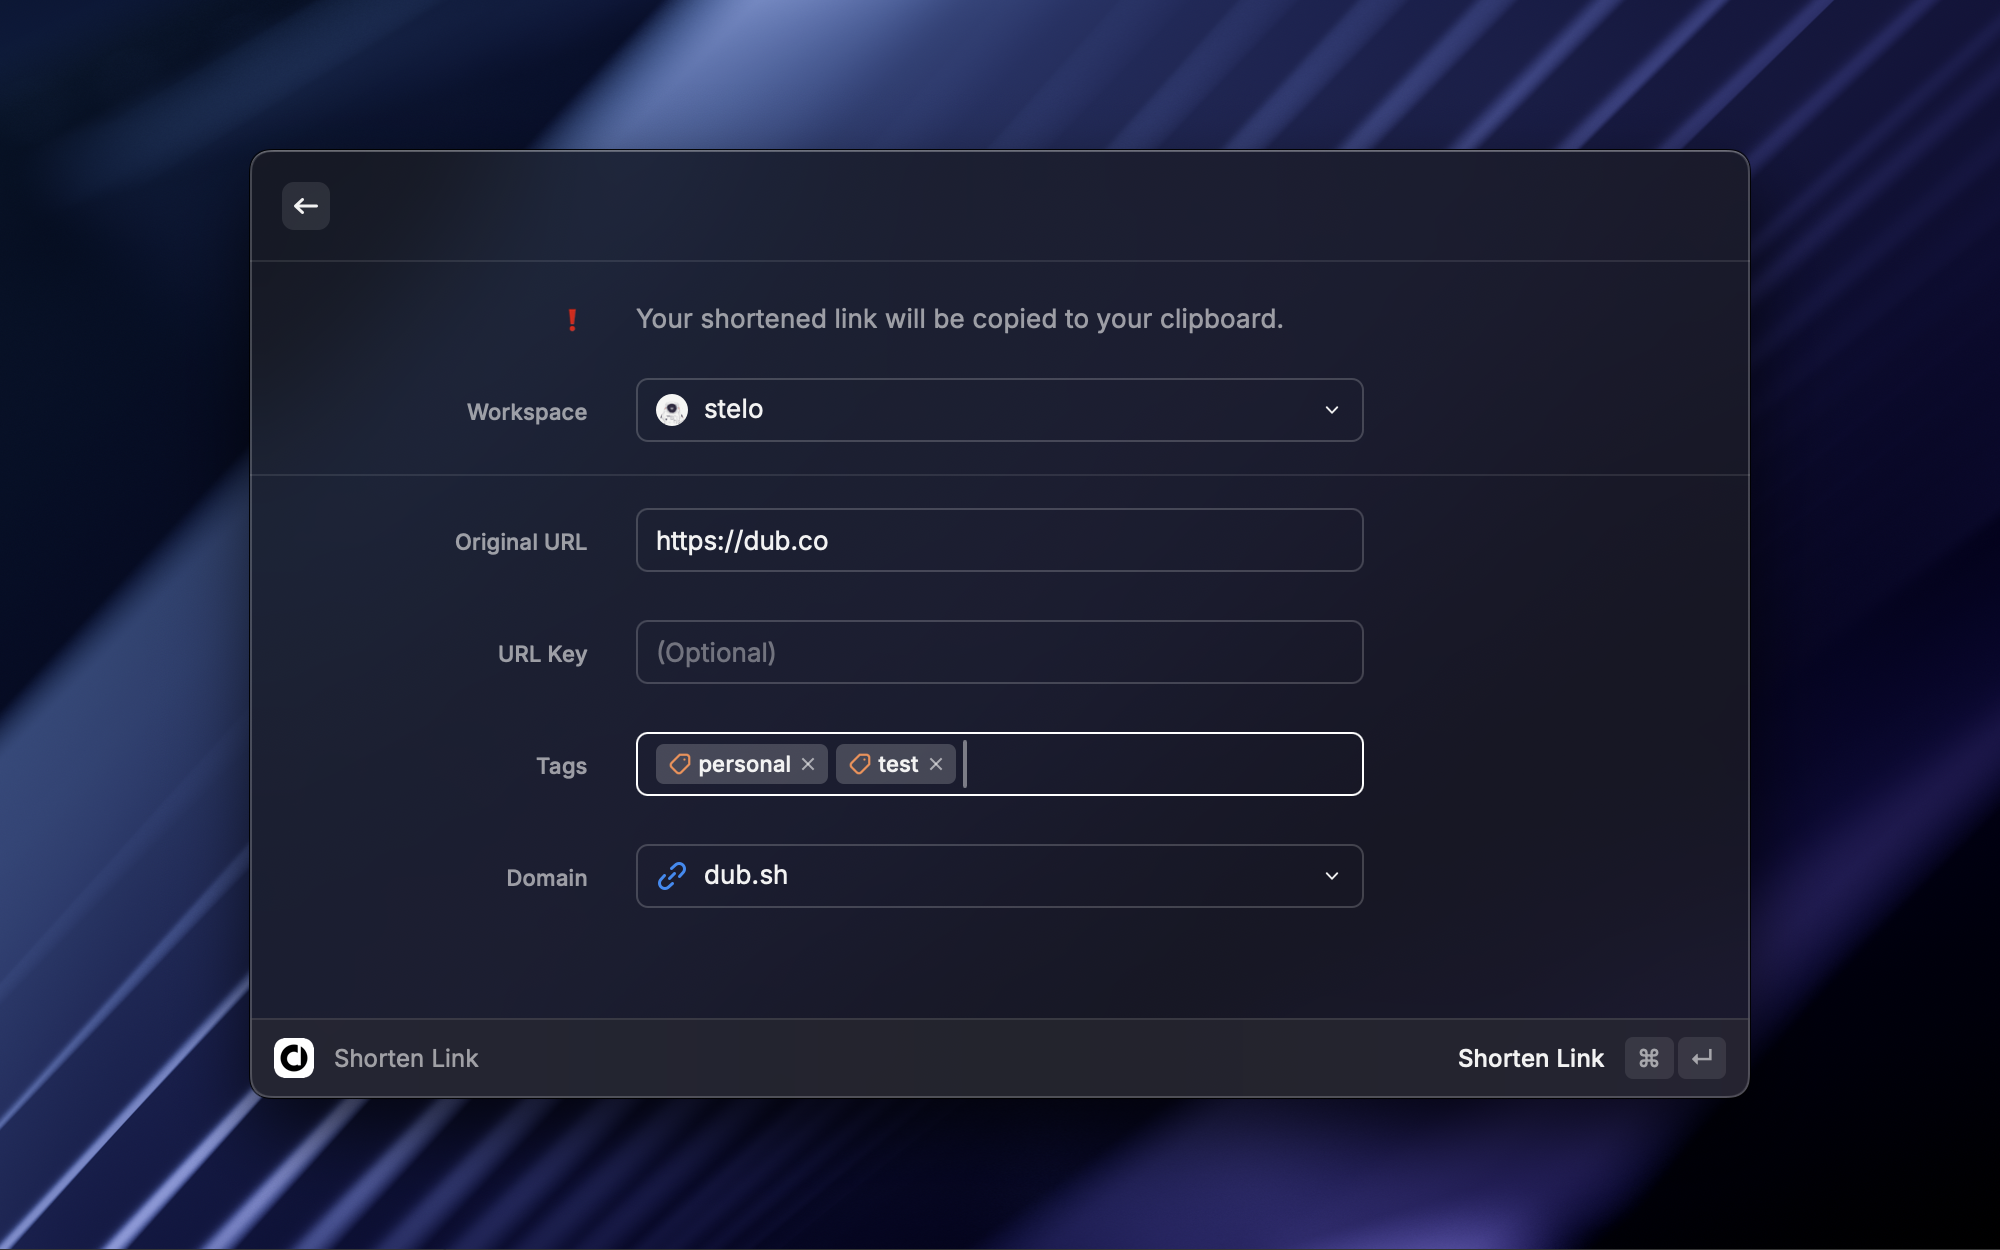 ! Your shortened link will be copied to your clipboard.
Workspace stelo
Original URL https://dub.co
URL Key (Optional)
Tags personal test
Domain dub.sh
Shorten Link Shorten Link ⌘ ↵